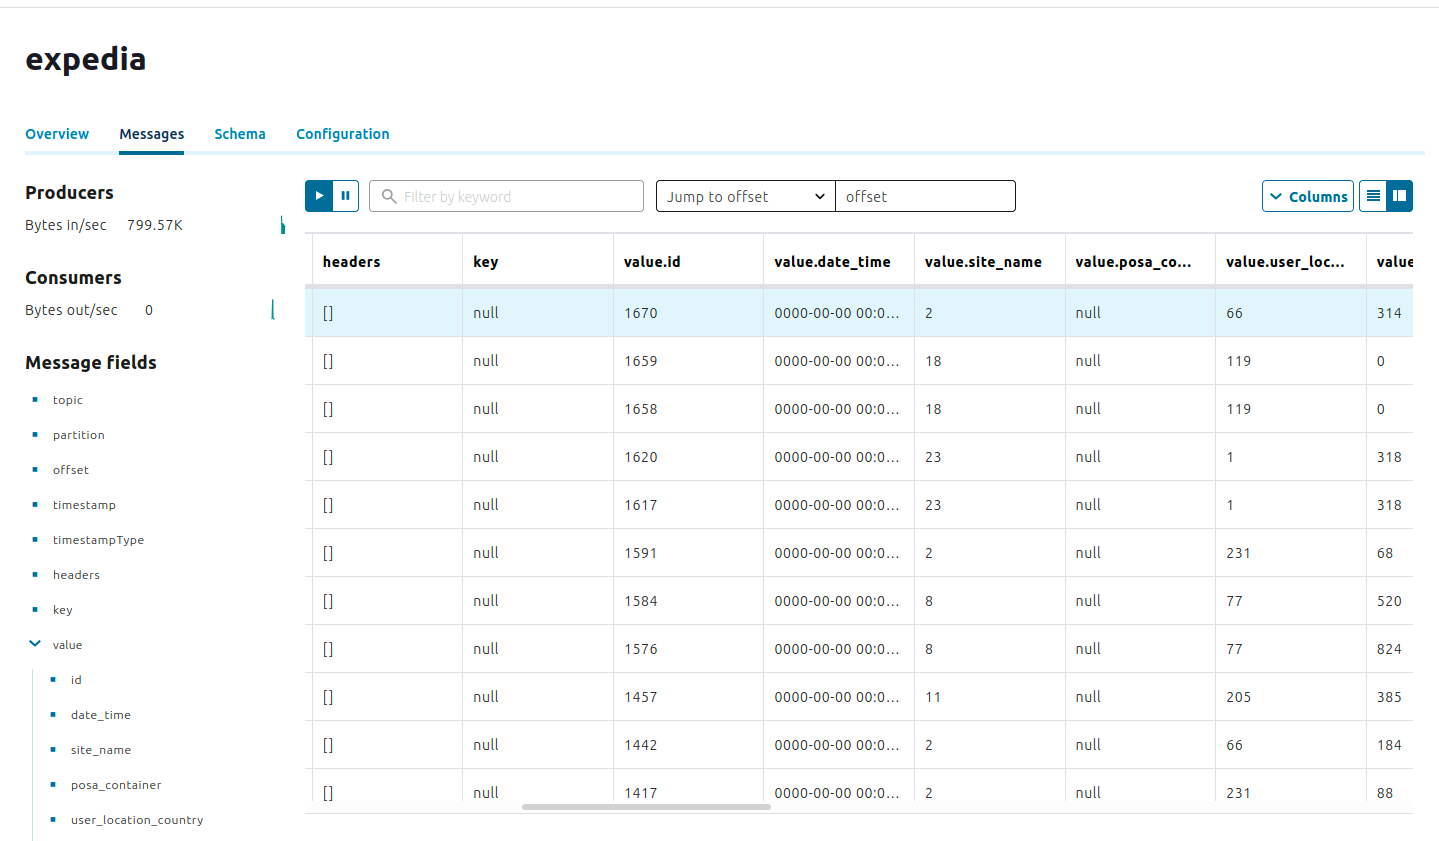 expedia
Overview Messages Schema Configuration
Producers
Bytes in/sec 799.57K
Consumers
Bytes out/sec 0
Message fields
topic
partition
offset
timestamp
timestampType
headers
key
value
id
date_time
site_name
posa_container
user_location_country
Filter by keyword Jump to offset offset Columns
headers key value.id value.date_time value.site_name value.posa_co... value.user_loc... value
[] null 1670 0000-00-00 00:0... 2 null 66 314
[] null 1659 0000-00-00 00:0... 18 null 119 0
[] null 1658 0000-00-00 00:0... 18 null 119 0
[] null 1620 0000-00-00 00:0... 23 null 1 318
[] null 1617 0000-00-00 00:0... 23 null 1 318
[] null 1591 0000-00-00 00:0... 2 null 231 68
[] null 1584 0000-00-00 00:0... 8 null 77 520
[] null 1576 0000-00-00 00:0... 8 null 77 824
[] null 1457 0000-00-00 00:0... 11 null 205 385
[] null 1442 0000-00-00 00:0... 2 null 66 184
[] null 1417 0000-00-00 00:0... 2 null 231 88